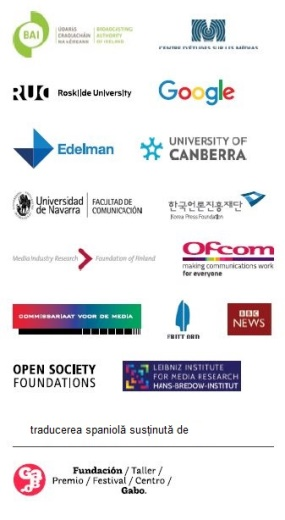 BAI
ÚDARÁS
CRAOLACHÁIN
NA hÉIREANN
BROADCASTING
AUTHORITY
OF IRELAND
CENTRE D'ÉTUDES SUR LES MÉDIAS
RUC Roskilde University
Google
Edelman
UNIVERSITY OF
CANBERRA
Universidad
de Navarra
FACULTAD DE
COMUNICACIÓN
한국언론진흥재단
Korea Press Foundation
Media Industry Research Foundation of Finland
Ofcom
making communications work
for everyone
COMMISSARIAAT VOOR DE MEDIA
FRITT ORD
BBC
NEWS
OPEN SOCIETY
FOUNDATIONS
LEIBNIZ INSTITUTE
FOR MEDIA RESEARCH
HANS-BREDOW-INSTITUT
traducerea spaniolă susținută de
Gabo
Fundación / Taller /
Premio / Festival / Centro /
Gabo.